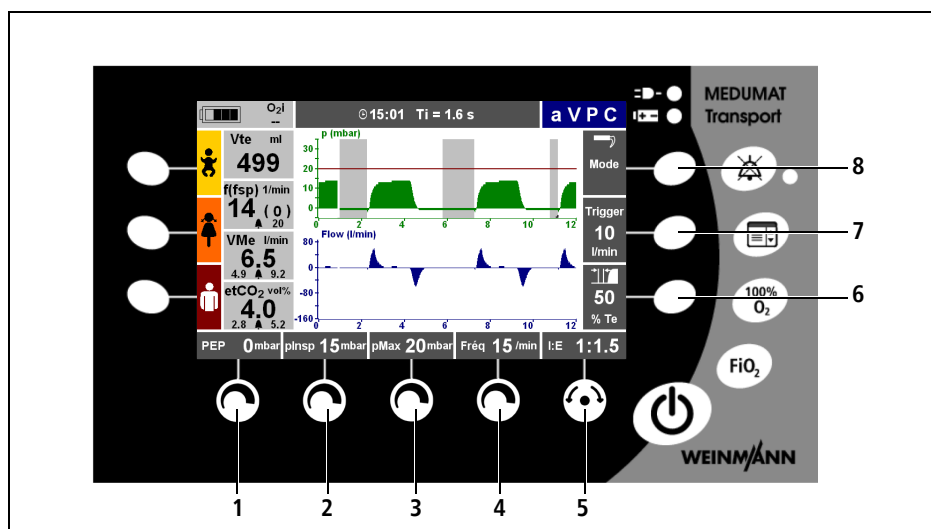 O2i
--
15:01 Ti = 1.6 s
aVPC
MEDUMAT
Transport
Vte ml
499
f(fsp) 1/min
14 (0)
20
VMe l/min
6.5
4.9 9.2
etCO2 vol%
4.0
2.8 5.2
p (mbar)
30
20
10
0
0 2 4 6 8 10 12
Flow (l/min)
80
0
-80
-160
0 2 4 6 8 10 12
Mode
Trigger
10
l/min
50
% Te
PEP 0 mbar
pInsp 15 mbar
pMax 20 mbar
Fréq 15 /min
I:E 1:1.5
8
7
6
100%
O2
FiO2
WEINMANN
1 2 3 4 5